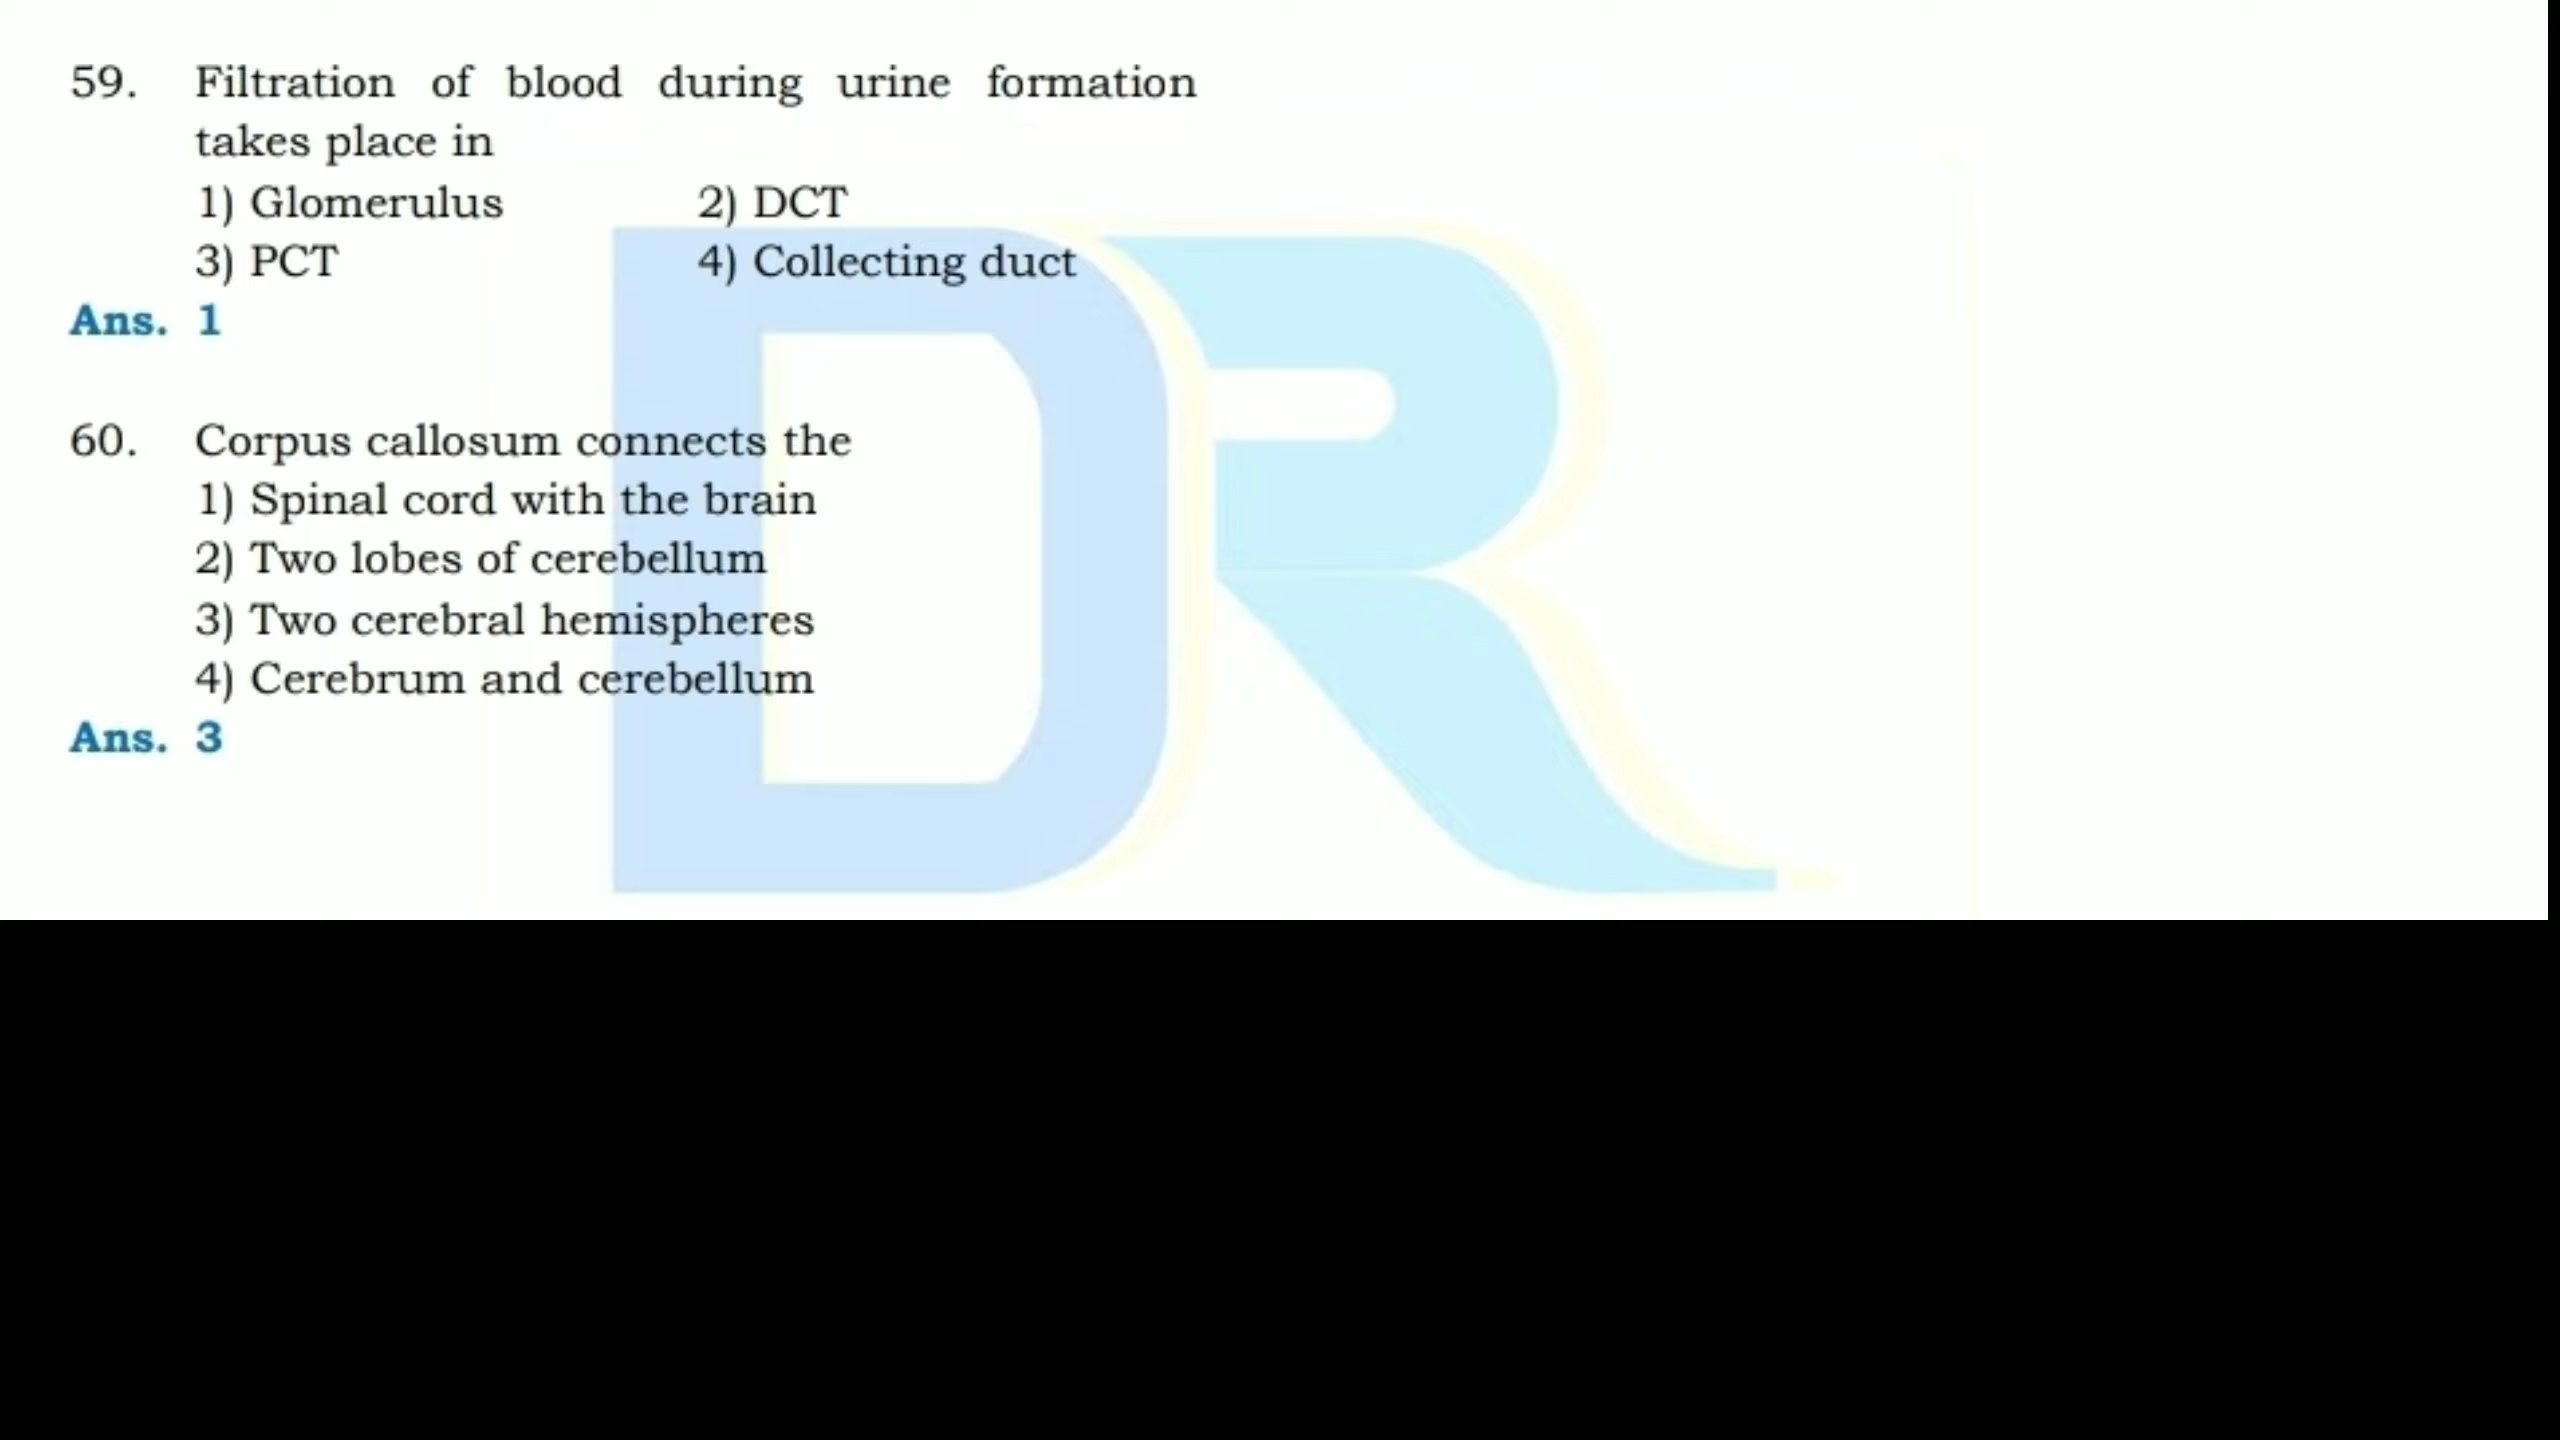 59. Filtration of blood during urine formation
takes place in
1) Glomerulus 2) DCT
3) PCT 4) Collecting duct
Ans. 1
60. Corpus callosum connects the
1) Spinal cord with the brain
2) Two lobes of cerebellum
3) Two cerebral hemispheres
4) Cerebrum and cerebellum
Ans. 3
DR